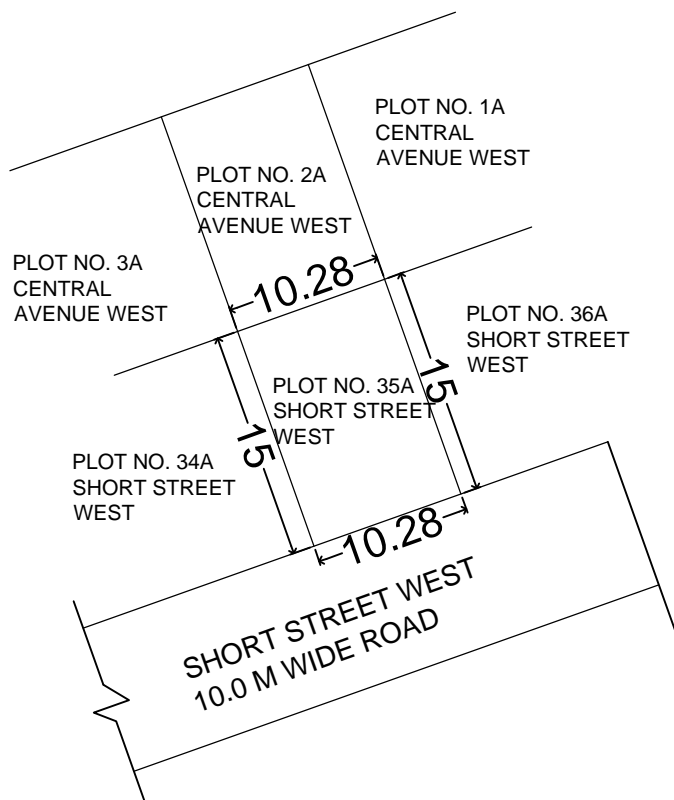 PLOT NO. 1A
CENTRAL
AVENUE WEST
PLOT NO. 2A
CENTRAL
AVENUE WEST
PLOT NO. 3A
CENTRAL
AVENUE WEST
10.28
PLOT NO. 36A
SHORT STREET
WEST
15
PLOT NO. 35A
SHORT STREET
WEST
15
PLOT NO. 34A
SHORT STREET
WEST
10.28
SHORT STREET WEST
10.0 M WIDE ROAD